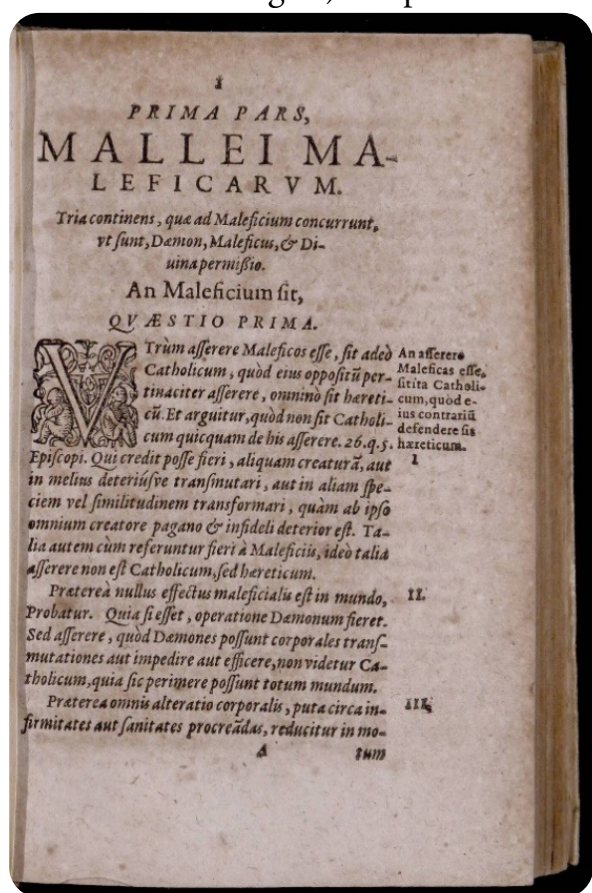 1
PRIMA PARS,
MALLEI MA-
LEFICARVM.
Tria continens, quæ ad Maleficium concurrunt,
vt sunt, Dæmon, Maleficus, & Di-
uina permißio.
An Maleficium sit,
QVÆSTIO PRIMA.
VTrùm asserere Maleficos esse, sit adeò
Catholicum, quòd eius oppositũ per-
tinaciter asserere, omninò sit hæreti-
cũ. Et arguitur, quòd non sit Catholi-
cum quicquam de his asserere. 26. q. 5.
Episcopi. Qui credit posse fieri, aliquam creaturã, aut
in melius deteriúsve transmutari, aut in aliam spe-
ciem vel similitudinem transformari, quàm ab ipso
omnium creatore pagano & infideli deterior est. Ta-
lia autem cùm referuntur fieri à Maleficis, ideò talia
asserere non est Catholicum, sed hæreticum.
Prætereà nullus effectus maleficialis est in mundo,
Probatur. Quia si esset, operatione Dæmonum fieret.
Sed asserere, quòd Dæmones possunt corporales trans-
mutationes aut impedire aut efficere, non videtur Ca-
tholicum, quia sic perimere possunt totum mundum.
Præterea omnis alteratio corporalis, puta circa in-
firmitates aut sanitates procreãdas, reducitur in mo-
A tum
An asserere
Maleficas esse,
sit ita Catholi-
cum, quòd e-
ius contrariũ
defendere sit
hæreticum.
1
II.
III.